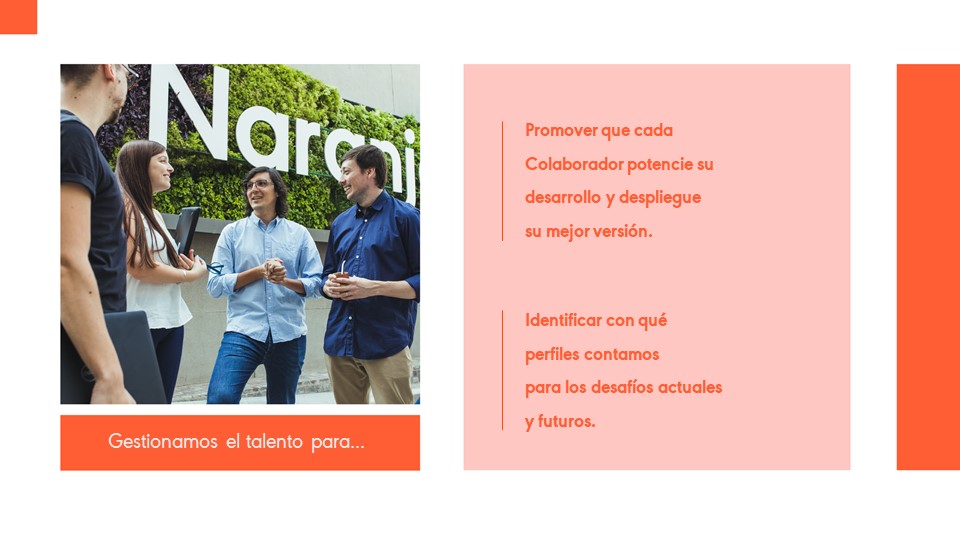 Naranj
Gestionamos el talento para...
Promover que cada
Colaborador potencie su
desarrollo y despliegue
su mejor versión.
Identificar con qué
perfiles contamos
para los desafíos actuales
y futuros.